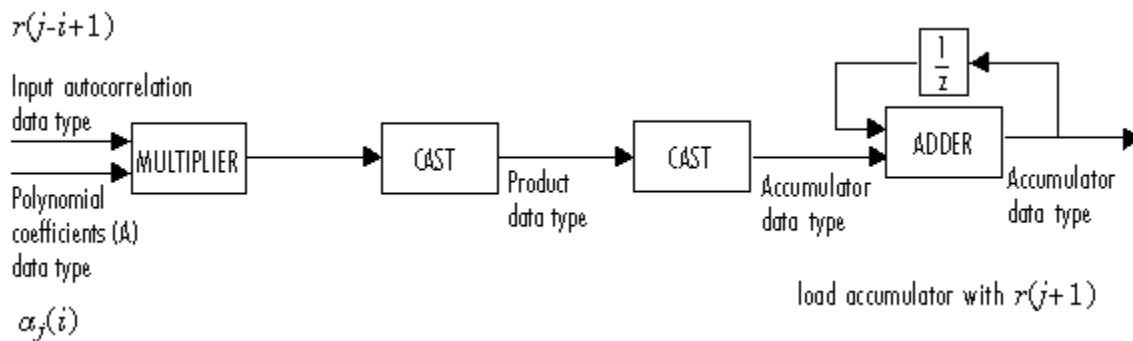 r(j-i+1)
Input autocorrelation
data type
MULTIPLIER
Polynomial
coefficients (A)
data type
α_j(i)
CAST
Product
data type
CAST
Accumulator
data type
1
z
ADDER
Accumulator
data type
load accumulator with r(j+1)